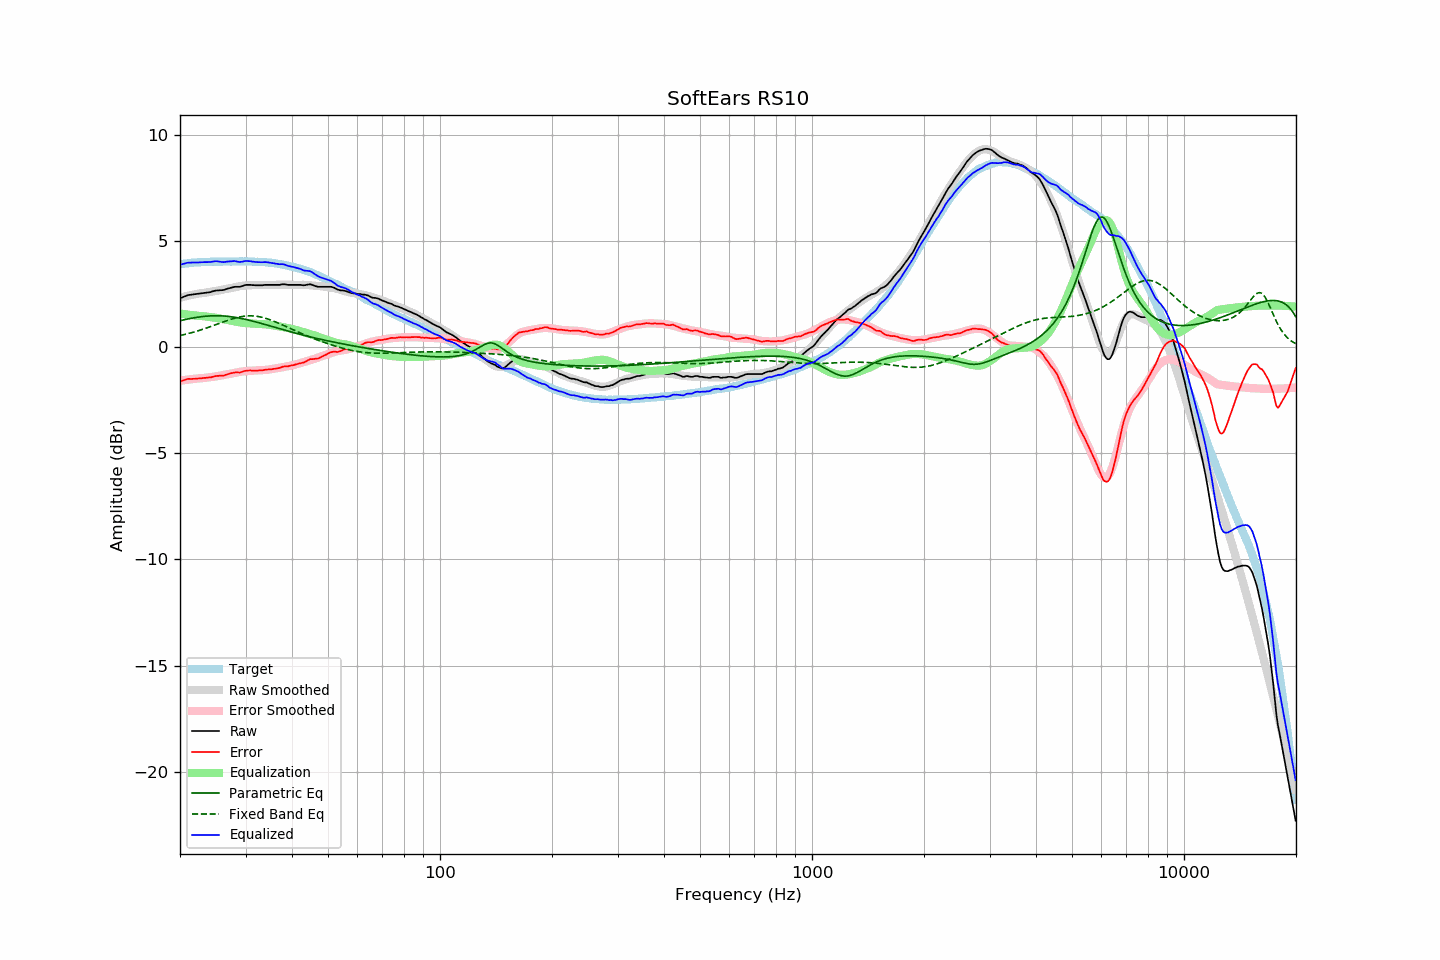 SoftEars RS10
10
5
0
−5
−10
−15
−20
Amplitude (dBr)
Target
Raw Smoothed
Error Smoothed
Raw
Error
Equalization
Parametric Eq
Fixed Band Eq
Equalized
100
1000
10000
Frequency (Hz)